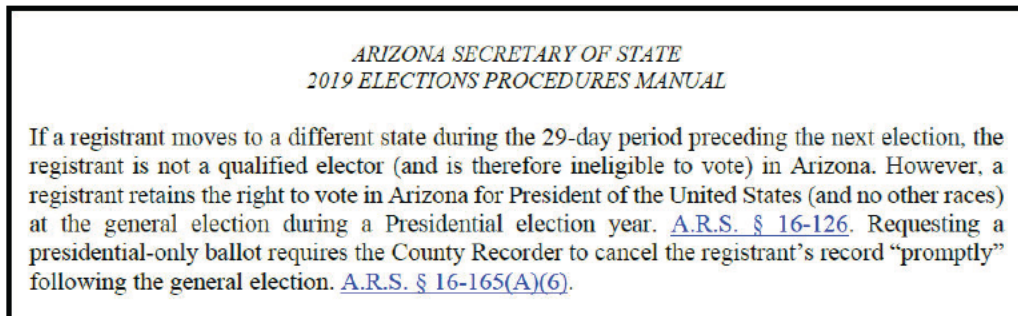 ARIZONA SECRETARY OF STATE
2019 ELECTIONS PROCEDURES MANUAL
If a registrant moves to a different state during the 29-day period preceding the next election, the
registrant is not a qualified elector (and is therefore ineligible to vote) in Arizona. However, a
registrant retains the right to vote in Arizona for President of the United States (and no other races)
at the general election during a Presidential election year. A.R.S. § 16-126. Requesting a
presidential-only ballot requires the County Recorder to cancel the registrant’s record “promptly”
following the general election. A.R.S. § 16-165(A)(6).